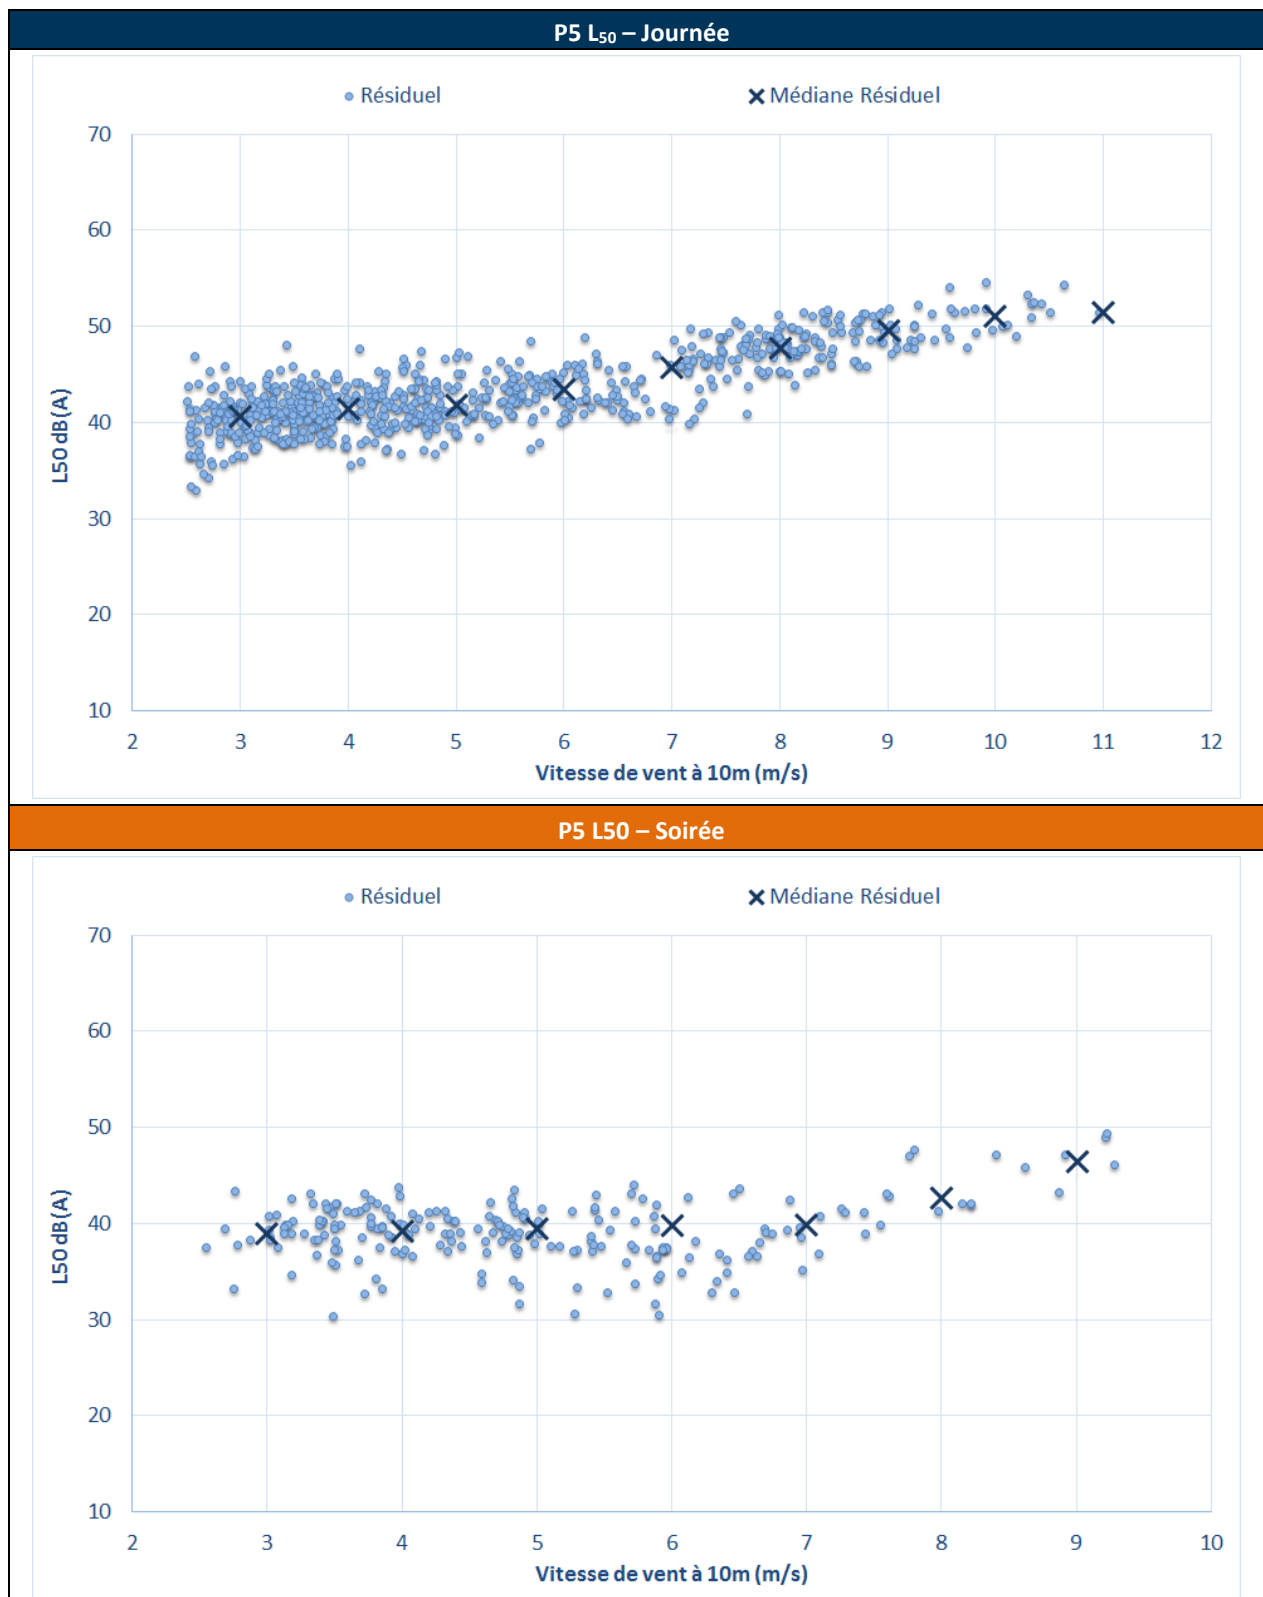 P5 L50 – Journée
Résiduel
Médiane Résiduel
70
60
50
40
30
20
10
L50 dB(A)
2 3 4 5 6 7 8 9 10 11 12
Vitesse de vent à 10m (m/s)
P5 L50 – Soirée
Résiduel
Médiane Résiduel
70
60
50
40
30
20
10
L50 dB(A)
2 3 4 5 6 7 8 9 10
Vitesse de vent à 10m (m/s)